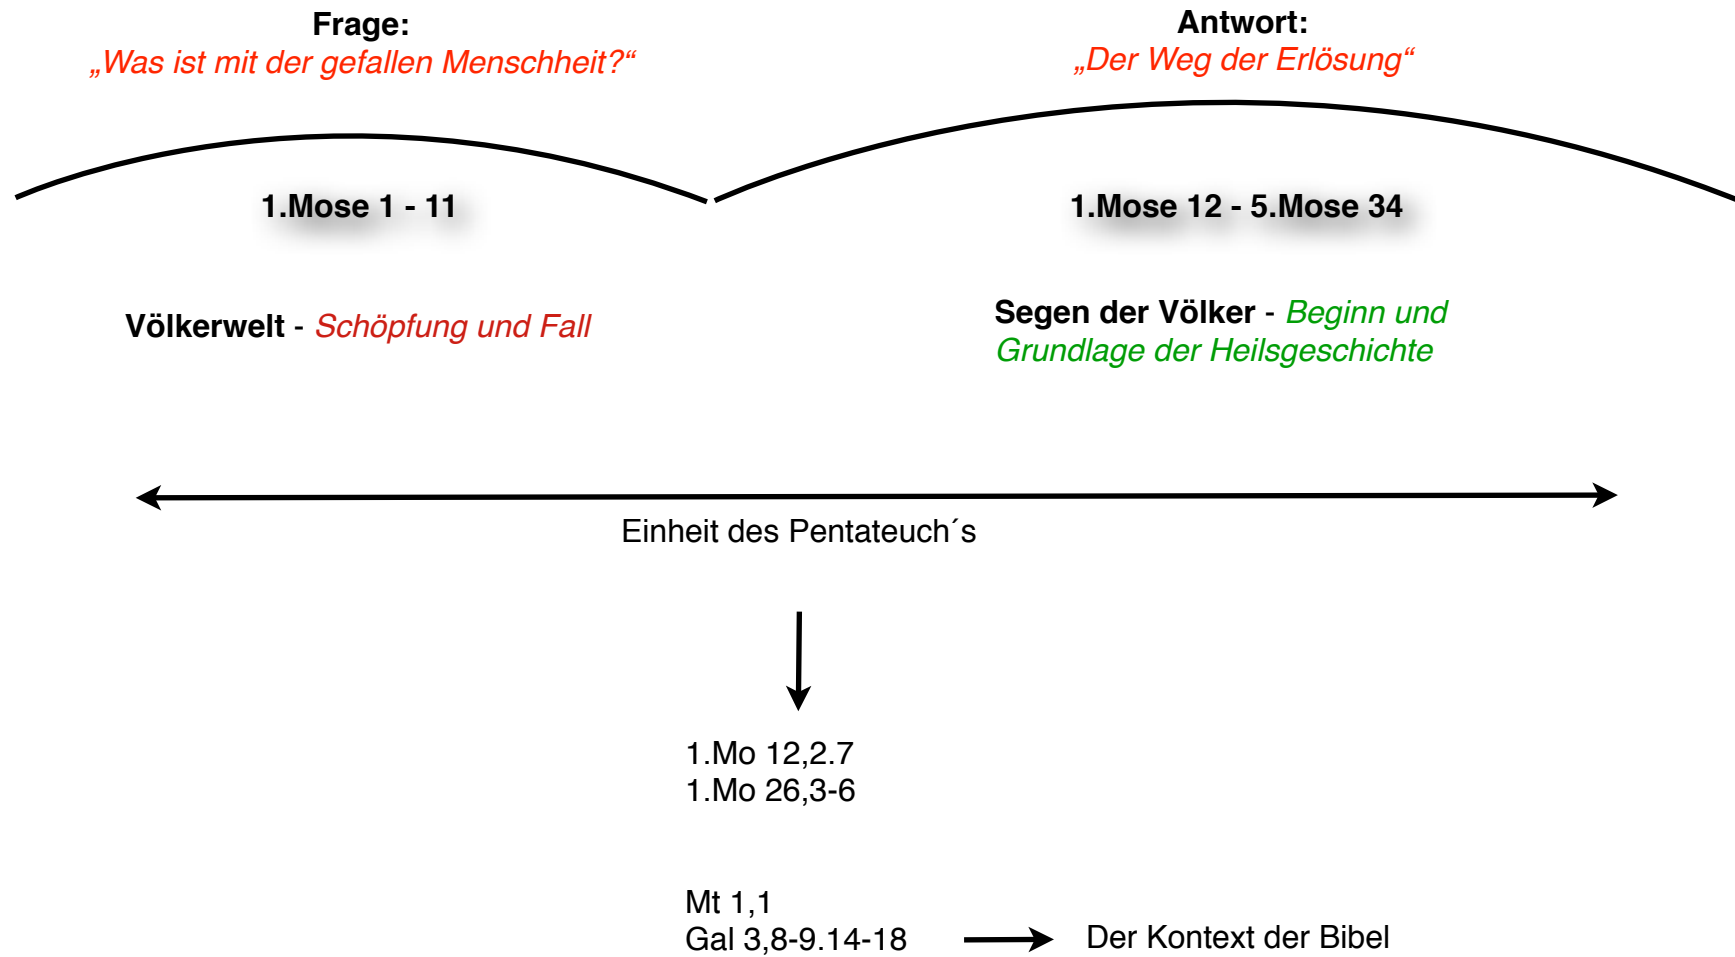 Frage:
„Was ist mit der gefallen Menschheit?“
Antwort:
„Der Weg der Erlösung“
1.Mose 1 - 11
1.Mose 12 - 5.Mose 34
Völkerwelt - Schöpfung und Fall
Segen der Völker - Beginn und
Grundlage der Heilsgeschichte
Einheit des Pentateuch´s
1.Mo 12,2.7
1.Mo 26,3-6
Mt 1,1
Gal 3,8-9.14-18
Der Kontext der Bibel